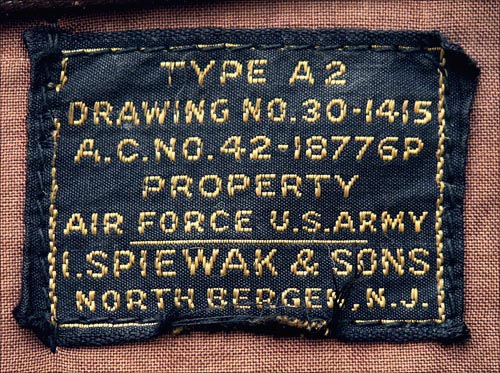 TYPE A2
DRAWING NO. 30-1415
A.C. NO. 42-18776P
PROPERTY
AIR FORCE U.S. ARMY
I. SPIEWAK & SONS
NORTH BERGEN, N.J.